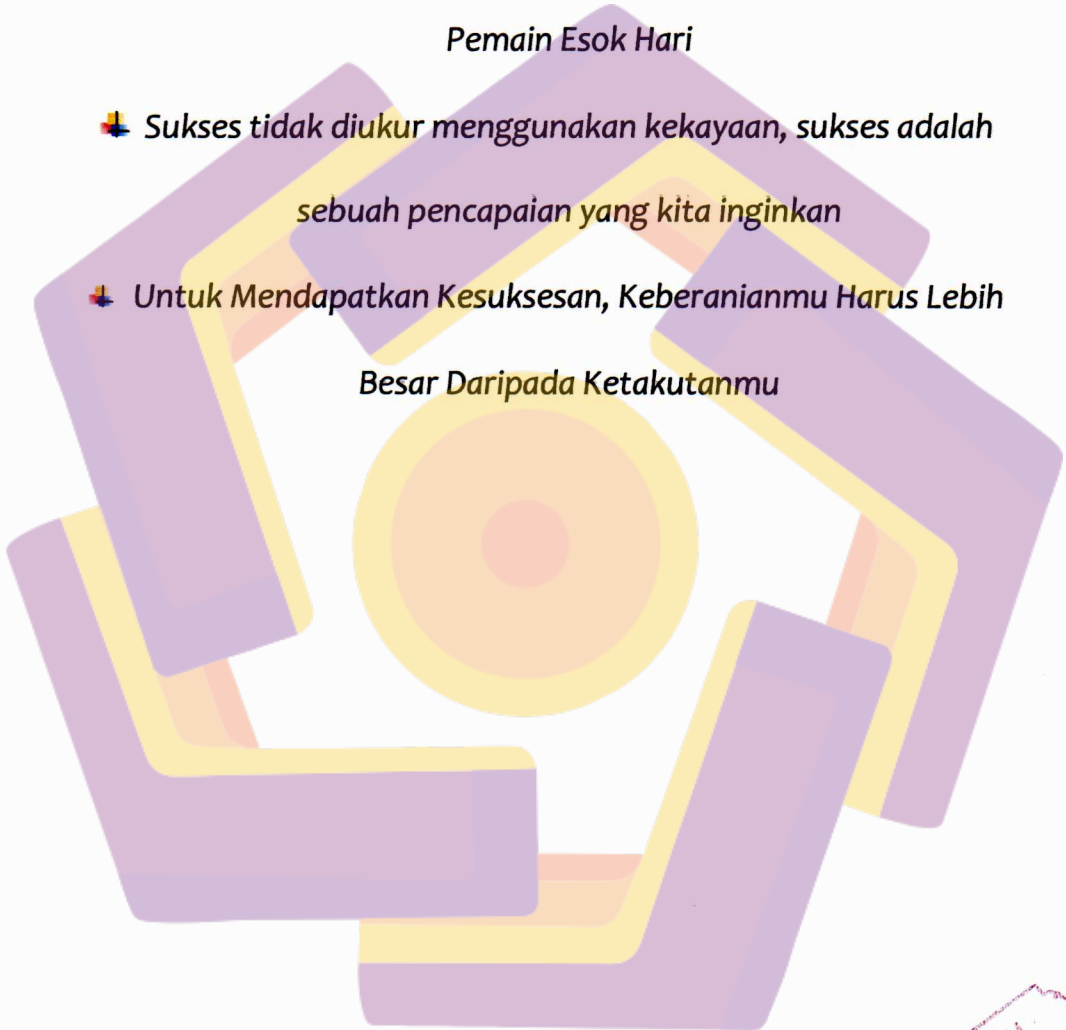 Pemain Esok Hari
Sukses tidak diukur menggunakan kekayaan, sukses adalah
sebuah pencapaian yang kita inginkan
Untuk Mendapatkan Kesuksesan, Keberanianmu Harus Lebih
Besar Daripada Ketakutanmu